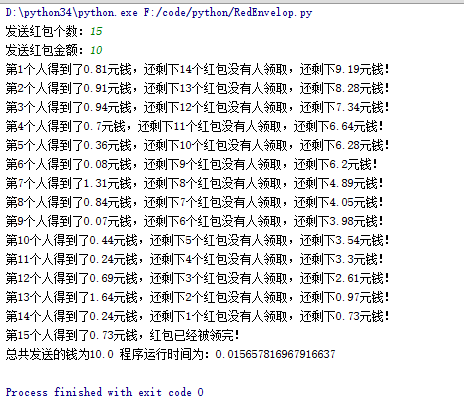 D:\python34\python.exe F:/code/python/RedEnvelop.py
发送红包个数：15
发送红包金额：10
第1个人得到了0.81元钱，还剩下14个红包没有人领取，还剩下9.19元钱！
第2个人得到了0.91元钱，还剩下13个红包没有人领取，还剩下8.28元钱！
第3个人得到了0.94元钱，还剩下12个红包没有人领取，还剩下7.34元钱！
第4个人得到了0.7元钱，还剩下11个红包没有人领取，还剩下6.64元钱！
第5个人得到了0.36元钱，还剩下10个红包没有人领取，还剩下6.28元钱！
第6个人得到了0.08元钱，还剩下9个红包没有人领取，还剩下6.2元钱！
第7个人得到了1.31元钱，还剩下8个红包没有人领取，还剩下4.89元钱！
第8个人得到了0.84元钱，还剩下7个红包没有人领取，还剩下4.05元钱！
第9个人得到了0.07元钱，还剩下6个红包没有人领取，还剩下3.98元钱！
第10个人得到了0.44元钱，还剩下5个红包没有人领取，还剩下3.54元钱！
第11个人得到了0.24元钱，还剩下4个红包没有人领取，还剩下3.3元钱！
第12个人得到了0.69元钱，还剩下3个红包没有人领取，还剩下2.61元钱！
第13个人得到了1.64元钱，还剩下2个红包没有人领取，还剩下0.97元钱！
第14个人得到了0.24元钱，还剩下1个红包没有人领取，还剩下0.73元钱！
第15个人得到了0.73元钱，红包已经被领完！
总共发送的钱为10.0 程序运行时间为：0.015657816967916637
Process finished with exit code 0